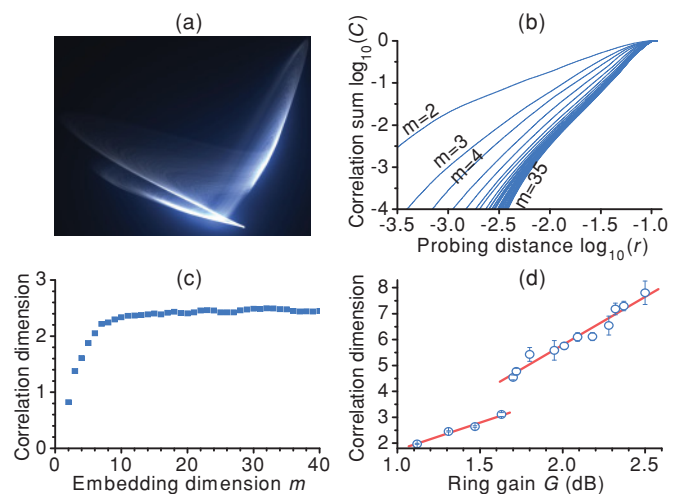 (a)
(b)
Correlation sum log10(C)
0
-1
-2
-3
-4
m=2
m=3
m=4
m=35
-3.5 -3.0 -2.5 -2.0 -1.5 -1.0
Probing distance log10(r)
(c)
Correlation dimension
3
2
1
0
0 10 20 30 40
Embedding dimension m
(d)
Correlation dimension
8
7
6
5
4
3
2
1.0 1.5 2.0 2.5
Ring gain G (dB)